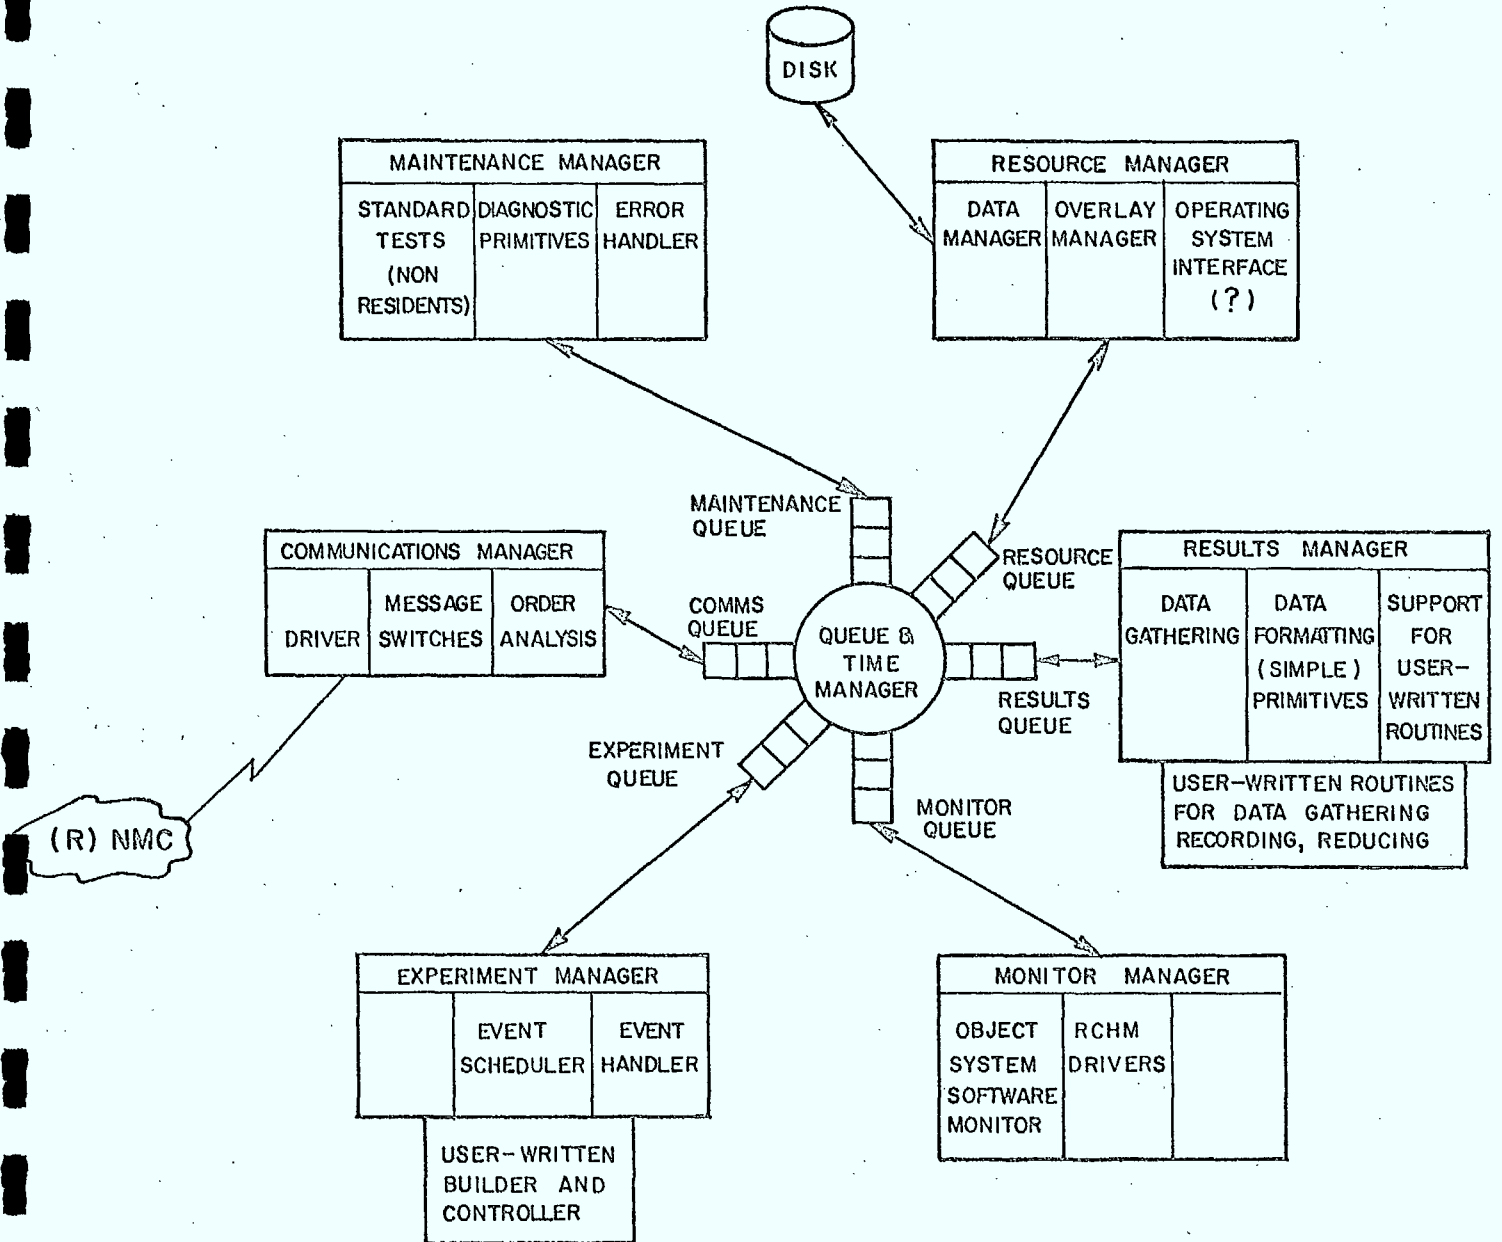 DISK
MAINTENANCE MANAGER
STANDARD
TESTS
(NON
RESIDENTS)
DIAGNOSTIC
PRIMITIVES
ERROR
HANDLER
RESOURCE MANAGER
DATA
MANAGER
OVERLAY
MANAGER
OPERATING
SYSTEM
INTERFACE
(?)
MAINTENANCE
QUEUE
RESOURCE
QUEUE
COMMUNICATIONS MANAGER
DRIVER
MESSAGE
SWITCHES
ORDER
ANALYSIS
COMMS
QUEUE
QUEUE &
TIME
MANAGER
RESULTS
QUEUE
RESULTS MANAGER
DATA
GATHERING
DATA
FORMATTING
(SIMPLE)
PRIMITIVES
SUPPORT
FOR
USER-
WRITTEN
ROUTINES
USER-WRITTEN ROUTINES
FOR DATA GATHERING
RECORDING, REDUCING
EXPERIMENT
QUEUE
MONITOR
QUEUE
(R) NMC
EXPERIMENT MANAGER
EVENT
SCHEDULER
EVENT
HANDLER
USER-WRITTEN
BUILDER AND
CONTROLLER
MONITOR MANAGER
OBJECT
SYSTEM
SOFTWARE
MONITOR
RCHM
DRIVERS